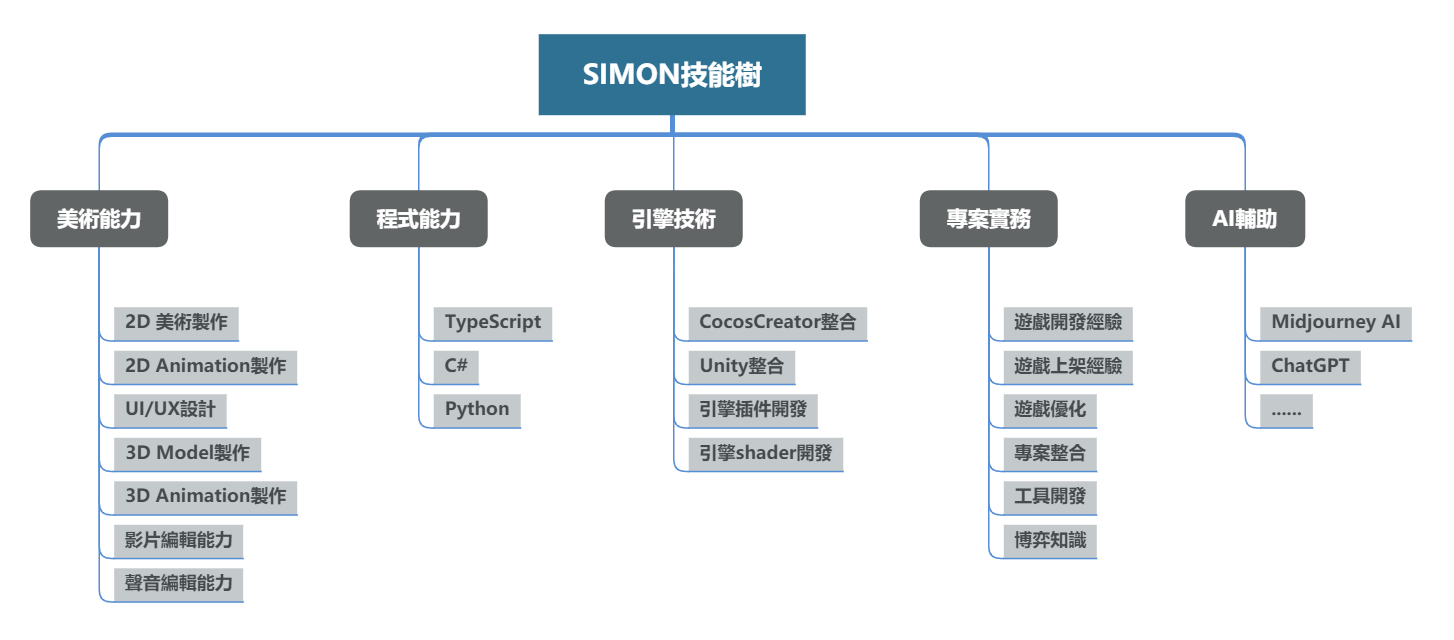 SIMON技能樹
美術能力
2D 美術製作
2D Animation製作
UI/UX設計
3D Model製作
3D Animation製作
影片編輯能力
聲音編輯能力
程式能力
TypeScript
C#
Python
引擎技術
CocosCreator整合
Unity整合
引擎插件開發
引擎shader開發
專案實務
遊戲開發經驗
遊戲上架經驗
遊戲優化
專案整合
工具開發
博弈知識
AI輔助
Midjourney AI
ChatGPT
......